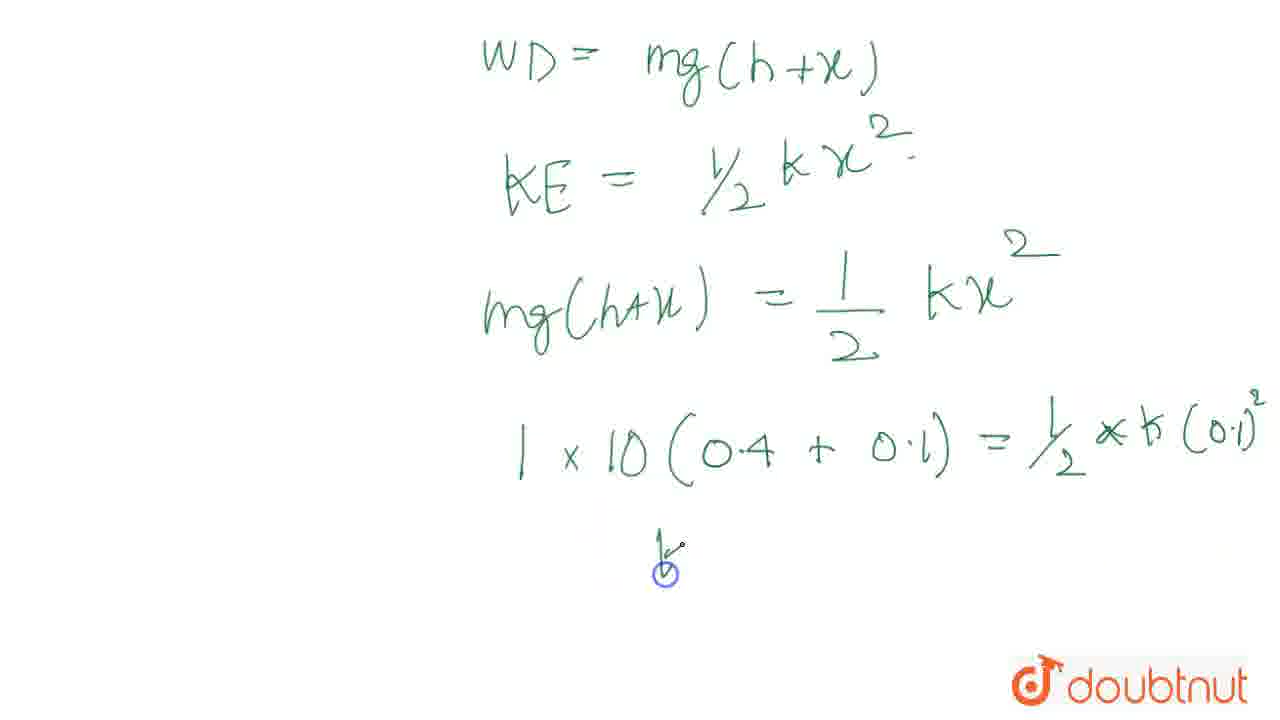 WD = mg(h+x)
KE = 1/2 kx²
mg(h+x) = 1/2 kx²
1 × 10 (0.4 + 0.1) = 1/2 × k (0.1)²
k
doubtnut